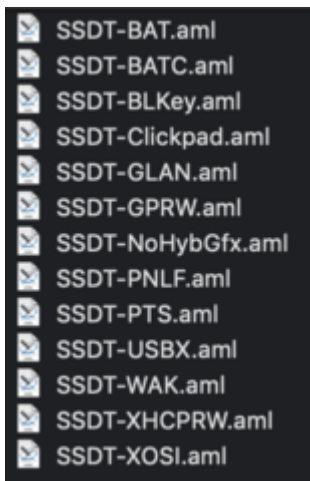 SSDT-BAT.aml
SSDT-BATC.aml
SSDT-BLKey.aml
SSDT-Clickpad.aml
SSDT-GLAN.aml
SSDT-GPRW.aml
SSDT-NoHybGfx.aml
SSDT-PNLF.aml
SSDT-PTS.aml
SSDT-USBX.aml
SSDT-WAK.aml
SSDT-XHCPRW.aml
SSDT-XOSI.aml